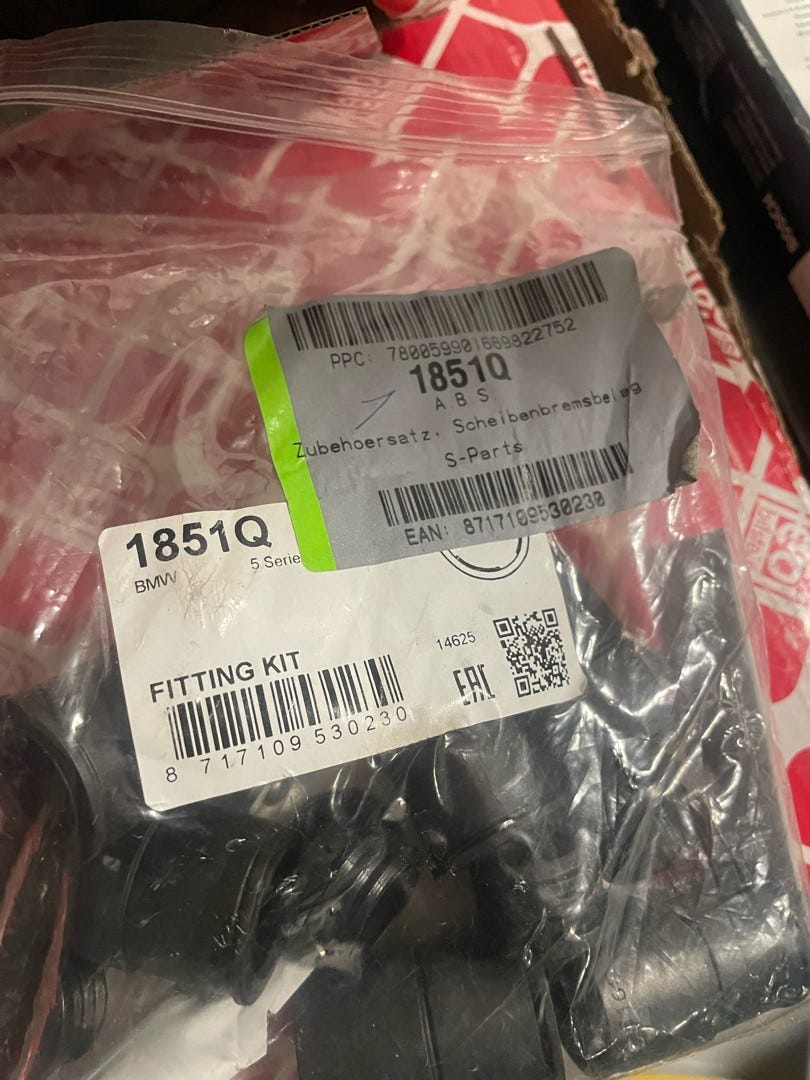 PPC: 780059901669822752
1851Q
A B S
Zubehoersatz, Scheibenbremsbelag
S-Parts
EAN: 8717109530230
1851Q
BMW 5 Serie
14625
FITTING KIT
EAC
8 717109 530230